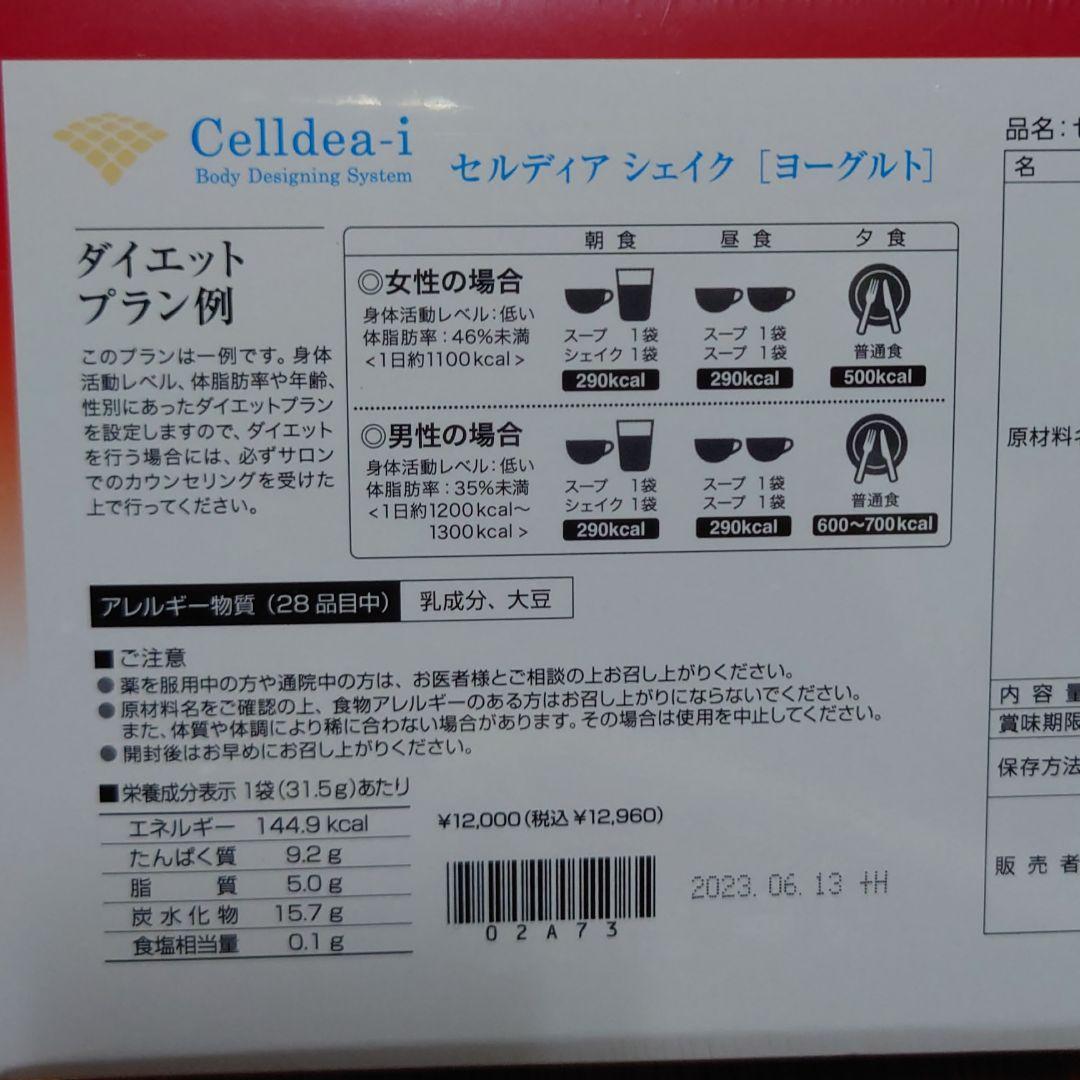 Celldea-i
Body Designing System
セルディア シェイク［ヨーグルト］
ダイエット
プラン例
このプランは一例です。身体
活動レベル、体脂肪率や年齢、
性別にあったダイエットプラン
を設定しますので、ダイエット
を行う場合には、必ずサロン
でのカウンセリングを受けた
上で行ってください。
朝食 昼食 夕食
◎女性の場合
身体活動レベル：低い
体脂肪率：46%未満
<1日約1100kcal>
スープ 1袋
シェイク 1袋
290kcal
スープ 1袋
スープ 1袋
290kcal
普通食
500kcal
◎男性の場合
身体活動レベル：低い
体脂肪率：35%未満
<1日約1200kcal～
1300kcal>
スープ 1袋
シェイク 1袋
290kcal
スープ 1袋
スープ 1袋
290kcal
普通食
600～700kcal
アレルギー物質（28品目中） 乳成分、大豆
■ご注意
●薬を服用中の方や通院中の方は、お医者様とご相談の上お召し上がりください。
●原材料名をご確認の上、食物アレルギーのある方はお召し上がりにならないでください。
また、体質や体調により稀に合わない場合があります。その場合は使用を中止してください。
●開封後はお早めにお召し上がりください。
■栄養成分表示 1袋(31.5g)あたり
エネルギー 144.9 kcal
たんぱく質 9.2 g
脂質 5.0 g
炭水化物 15.7 g
食塩相当量 0.1 g
¥12,000(税込¥12,960)
02A73
2023.06.13 +H
品名：
名
原材料
内容量
賞味期限
保存方法
販売者